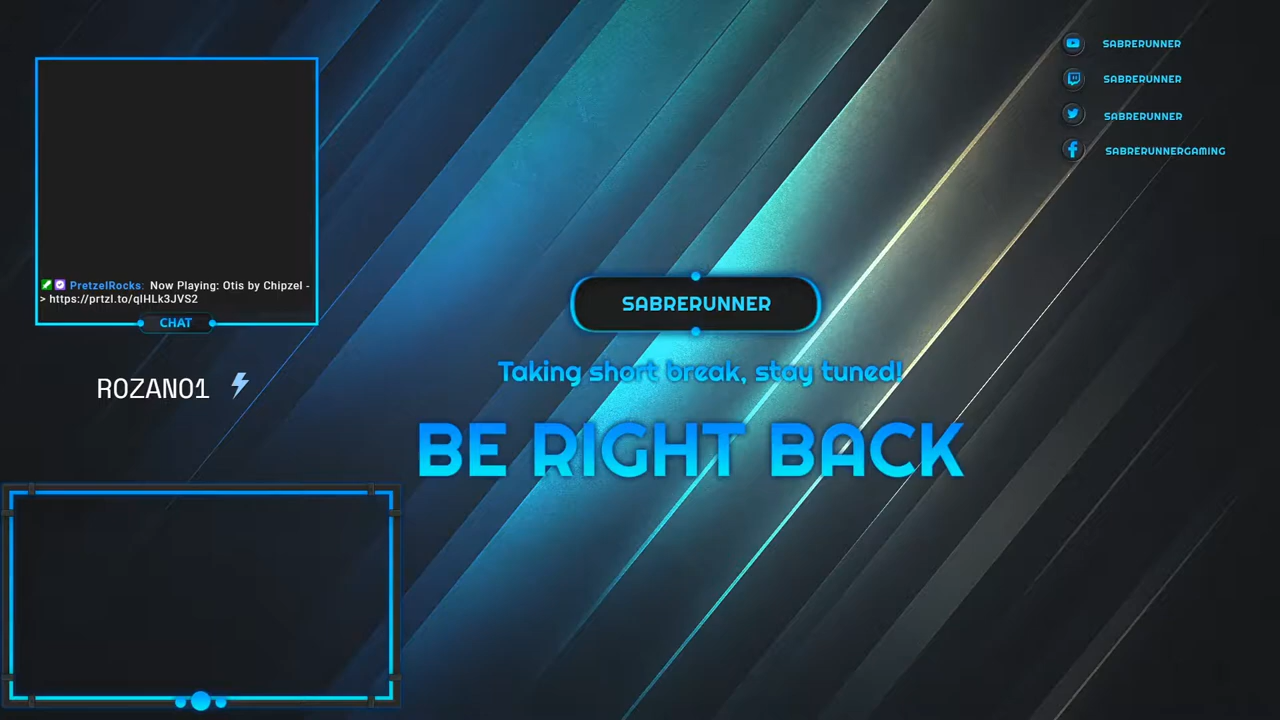 SABRERUNNER
SABRERUNNER
SABRERUNNER
SABRERUNNERGAMING
PretzelRocks: Now Playing: Otis by Chipzel -
> https://prtzl.to/qIHLk3JVS2
CHAT
SABRERUNNER
Taking short break, stay tuned!
ROZANO1
BE RIGHT BACK